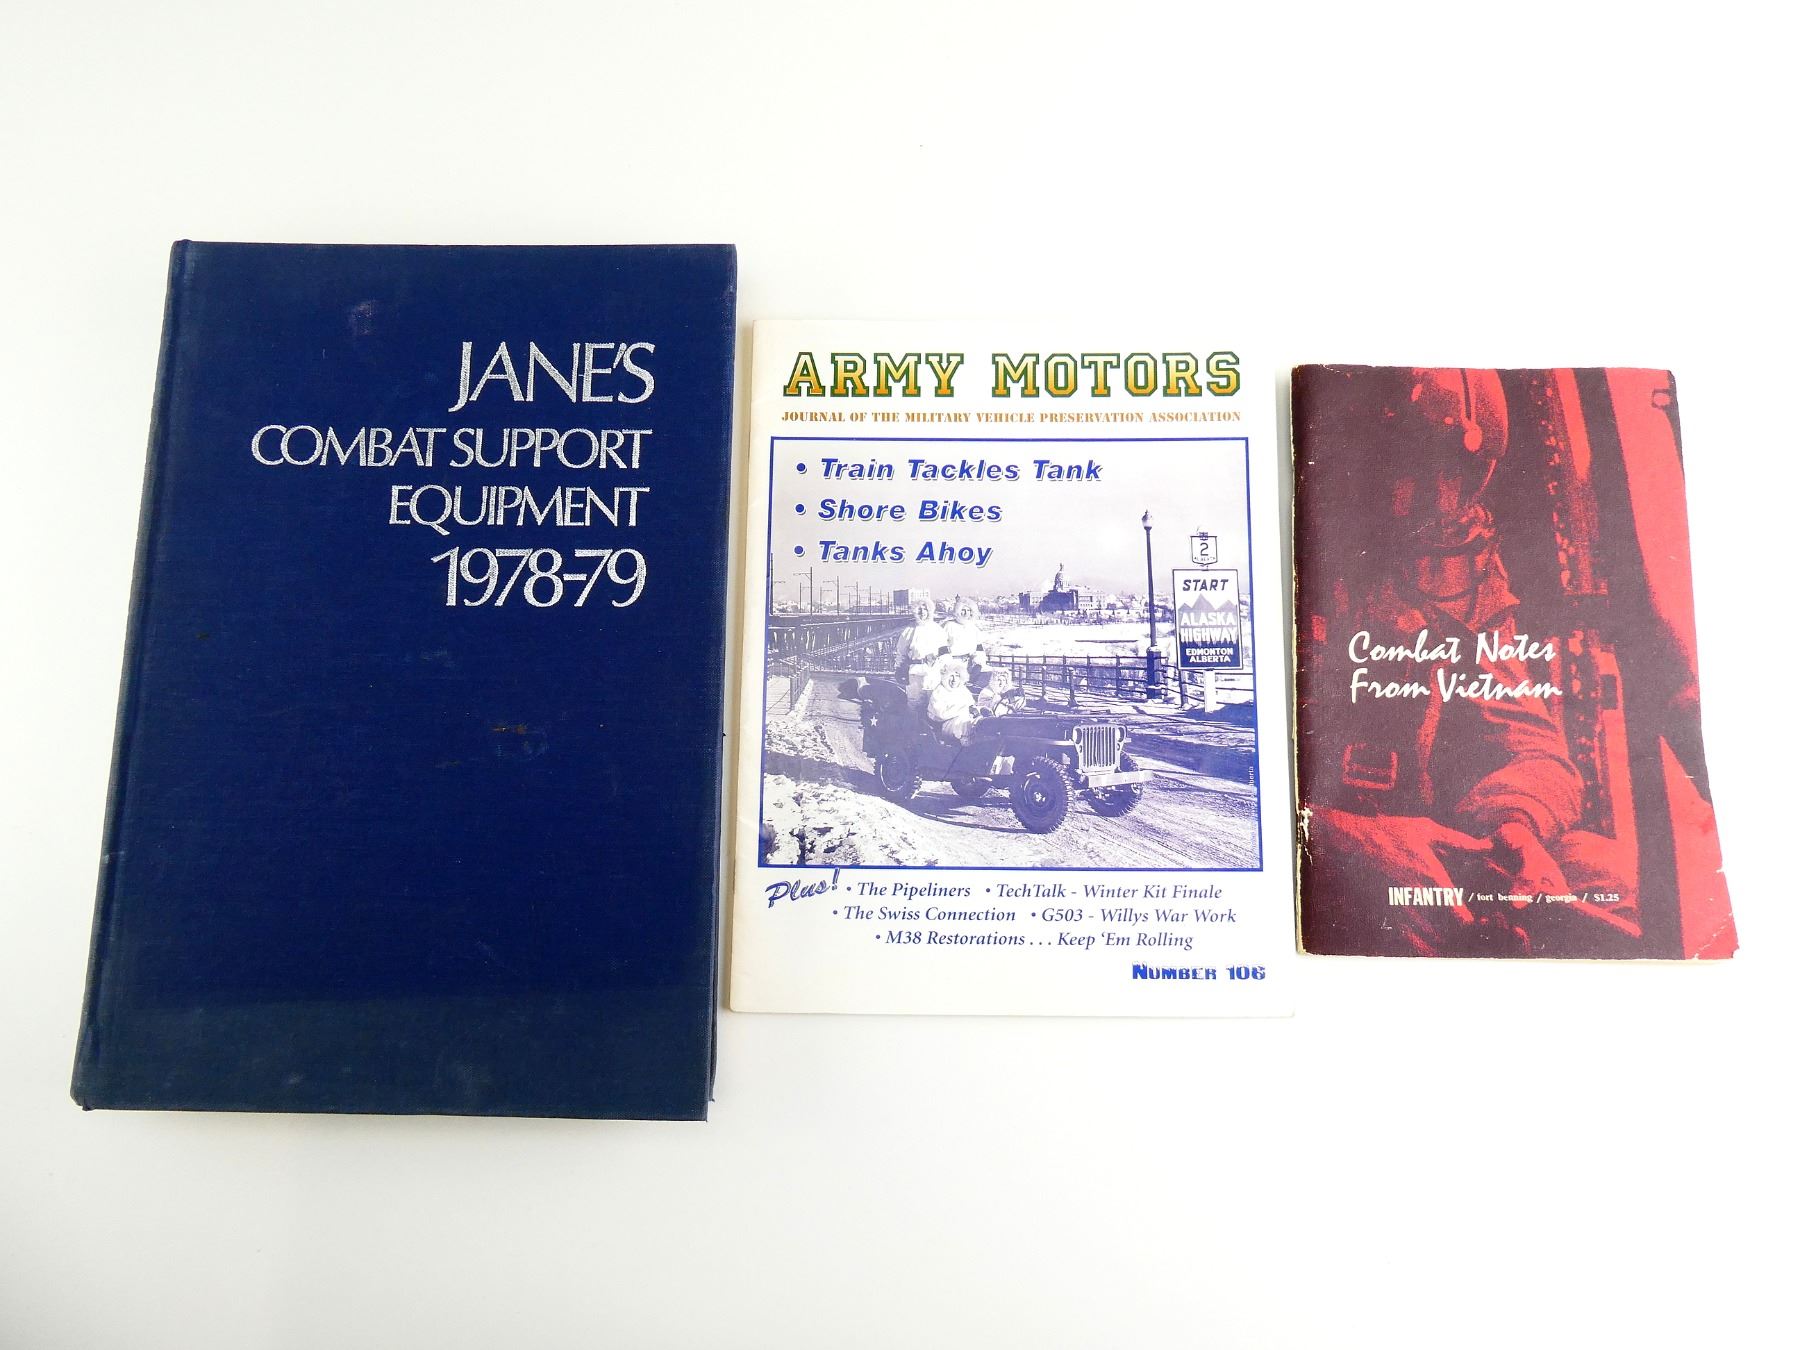 JANE'S
COMBAT SUPPORT
EQUIPMENT
1978-79
ARMY MOTORS
JOURNAL OF THE MILITARY VEHICLE PRESERVATION ASSOCIATION
• Train Tackles Tank
• Shore Bikes
• Tanks Ahoy
2
ALBERTA
START
ALASKA
HIGHWAY
EDMONTON
ALBERTA
Plus! • The Pipeliners • TechTalk - Winter Kit Finale
• The Swiss Connection • G503 - Willys War Work
• M38 Restorations . . . Keep 'Em Rolling
NUMBER 106
Combat Notes
From Vietnam
INFANTRY / fort benning / georgia / $1.25